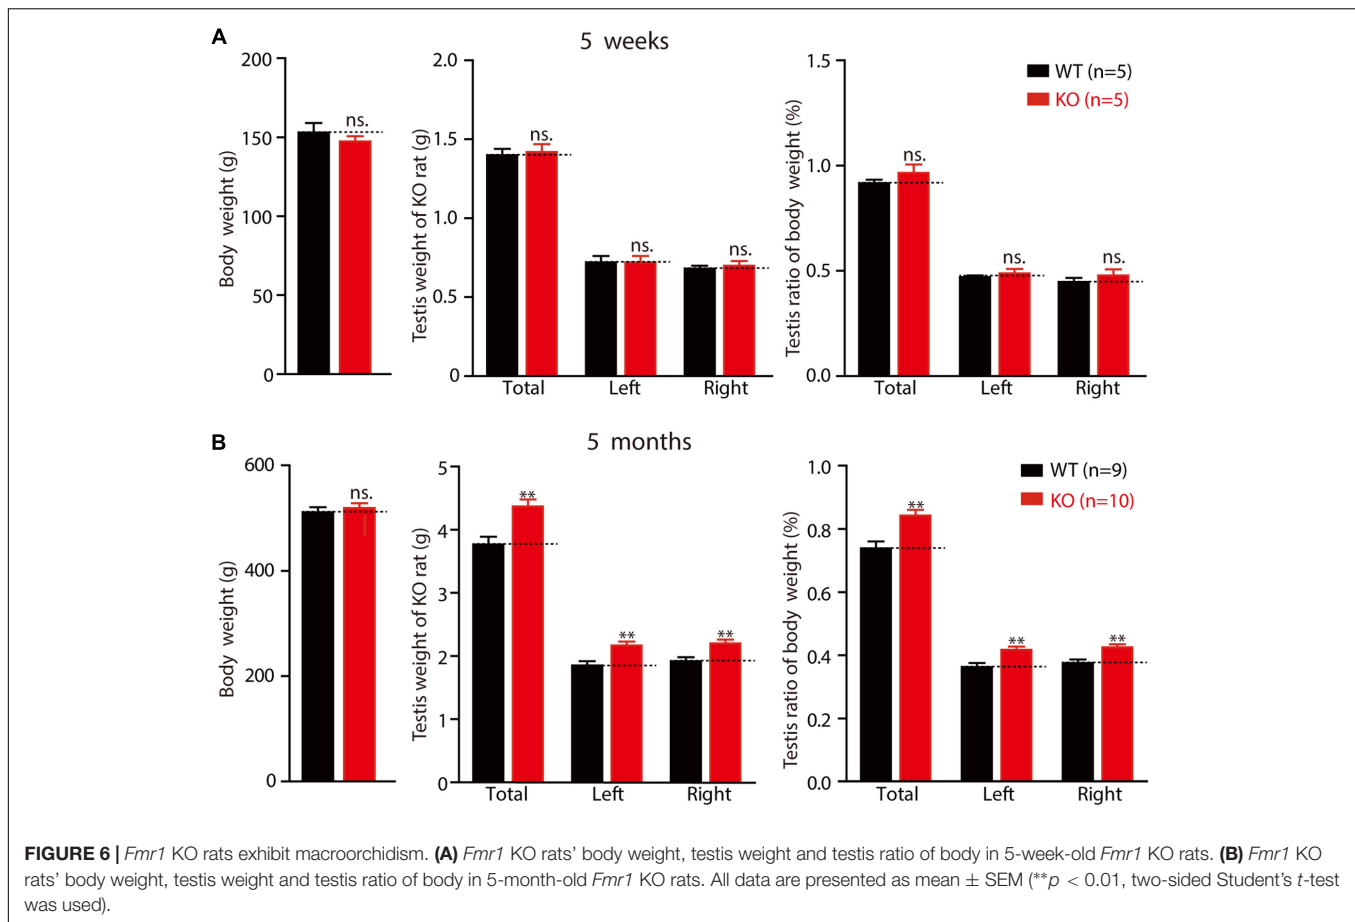 A
5 weeks
Body weight (g)
200
150
100
50
0
ns.
Testis weight of KO rat (g)
2.0
1.5
1.0
0.5
0
ns.
ns.
ns.
Total Left Right
Testis ratio of body weight (%)
1.5
1.0
0.5
0.0
ns.
ns.
ns.
Total Left Right
WT (n=5)
KO (n=5)
B
5 months
Body weight (g)
600
400
200
0
ns.
Testis weight of KO rat (g)
5
4
3
2
1
0
**
**
**
Total Left Right
Testis ratio of body weight (%)
1.0
0.8
0.6
0.4
0.2
0.0
**
**
**
Total Left Right
WT (n=9)
KO (n=10)
FIGURE 6 | Fmr1 KO rats exhibit macroorchidism. (A) Fmr1 KO rats' body weight, testis weight and testis ratio of body in 5-week-old Fmr1 KO rats. (B) Fmr1 KO
rats' body weight, testis weight and testis ratio of body in 5-month-old Fmr1 KO rats. All data are presented as mean ± SEM (**p < 0.01, two-sided Student's t-test
was used).